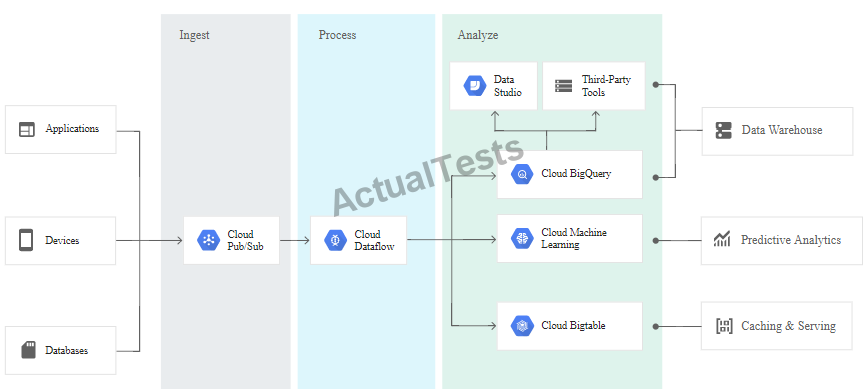 Ingest
Process
Analyze
Data
Studio
Third-Party
Tools
Applications
Data Warehouse
ActualTests
Cloud BigQuery
Devices
Cloud
Pub/Sub
Cloud
Dataflow
Cloud Machine
Learning
Predictive Analytics
Databases
Cloud Bigtable
Caching & Serving